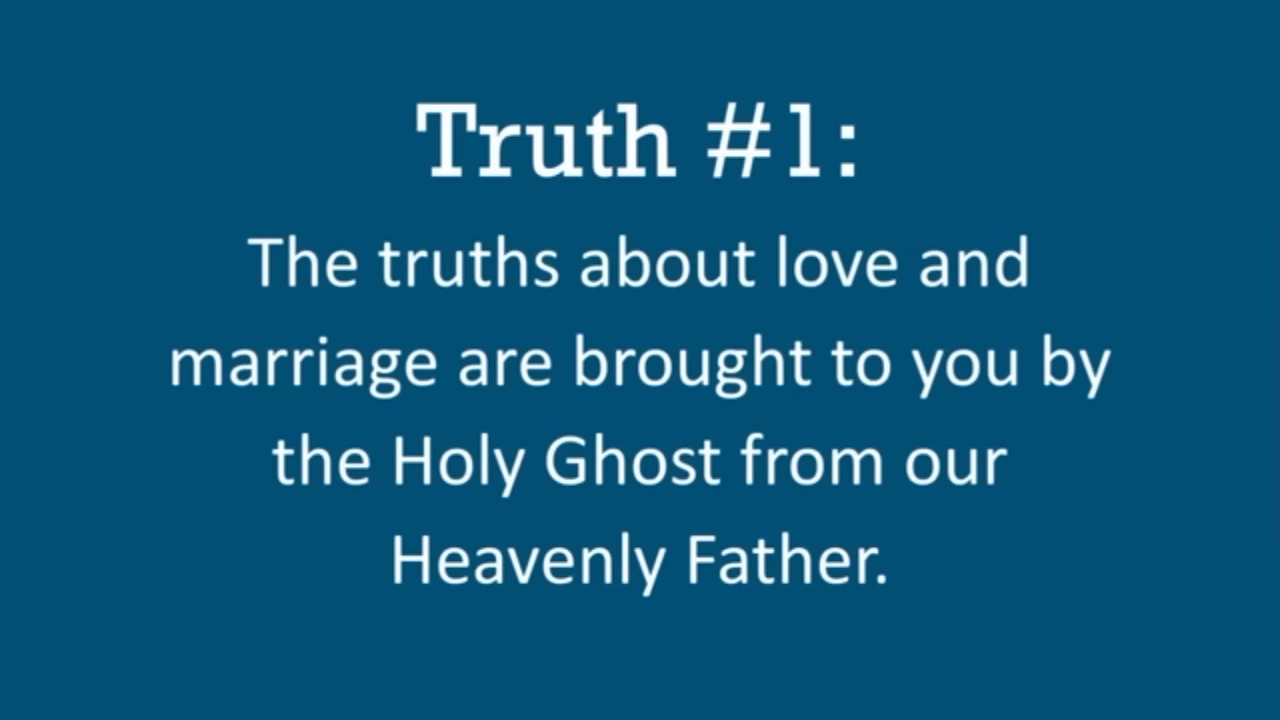 Truth #1:
The truths about love and
marriage are brought to you by
the Holy Ghost from our
Heavenly Father.